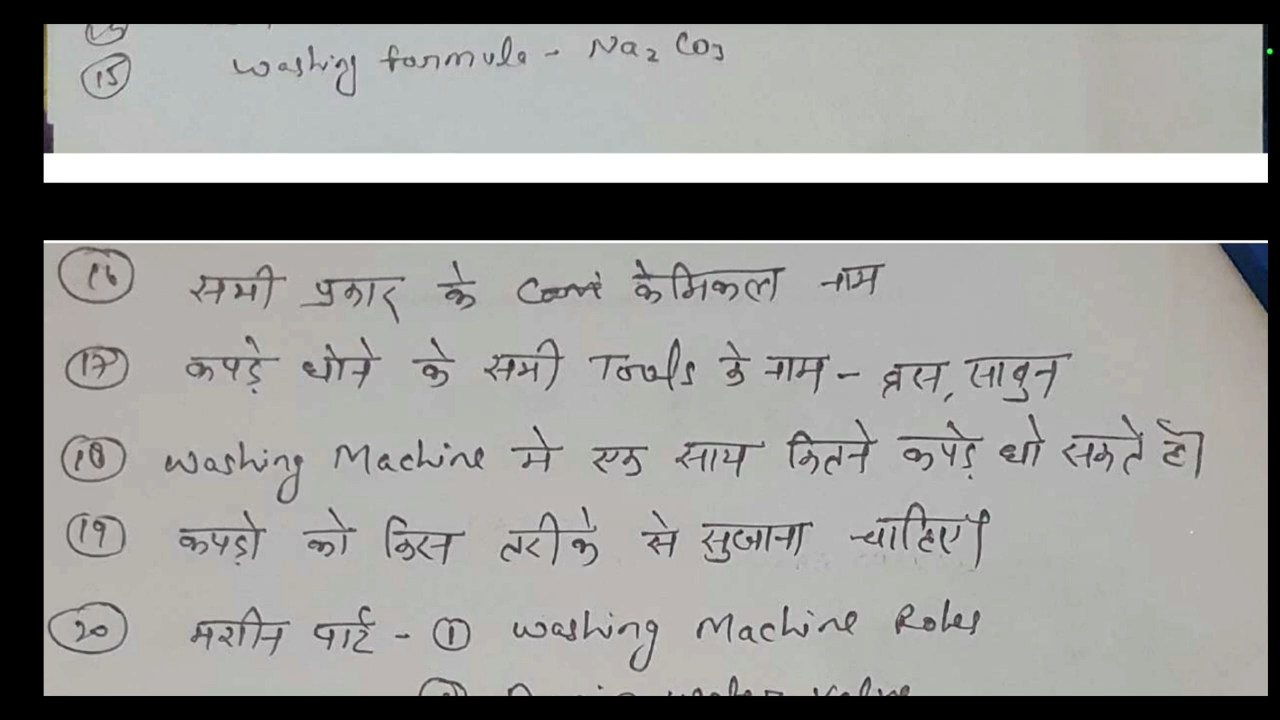 15 washing formula - Na2 CO3
16 सभी प्रकार के केमिकल नाम
17 कपड़े धोने के सभी Tools के नाम - ब्रस, साबुन
18 washing Machine मे एक साथ कितने कपड़े धो सकते है।
19 कपड़ो को किस तरीके से सुखाना चाहिए।
20 मशीन पार्ट - 1 washing Machine Roles